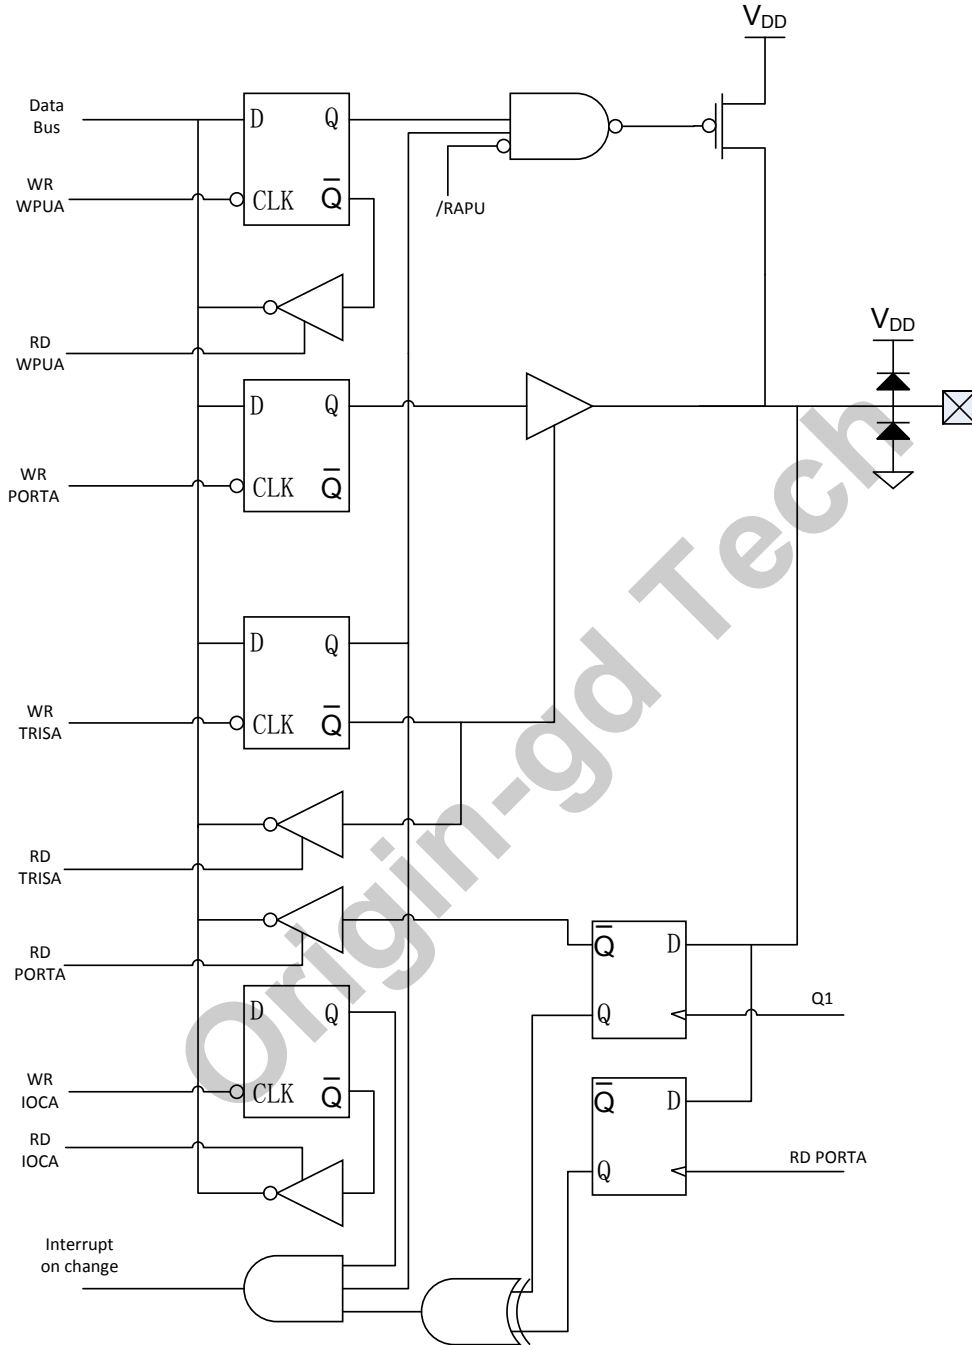 VDD
Data
Bus
D
Q
WR
WPUA
CLK
Q̅
/RAPU
RD
WPUA
VDD
D
Q
WR
PORTA
CLK
Q̅
D
Q
WR
TRISA
CLK
Q̅
RD
TRISA
RD
PORTA
Q̅
D
Q1
Q
D
Q
WR
IOCA
CLK
Q̅
Q̅
D
RD
IOCA
Q
RD PORTA
Interrupt
on change
Origin-gd Tech